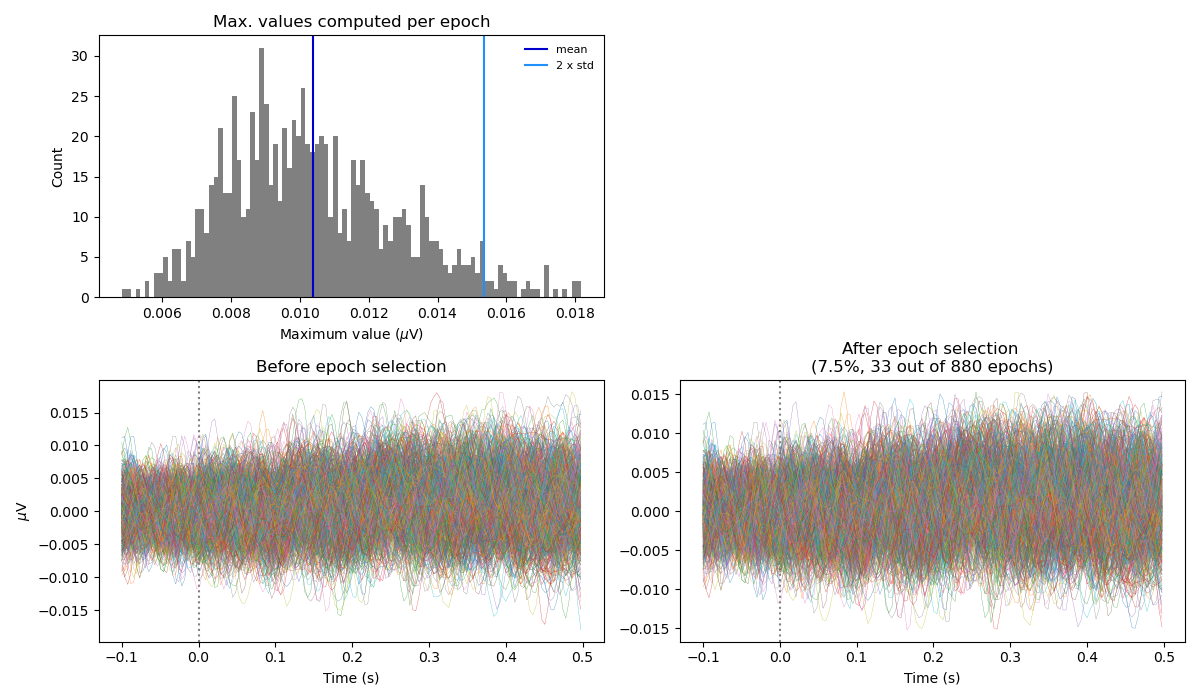 Max. values computed per epoch
30
25
20
15
10
5
0
Count
mean
2 x std
0.006 0.008 0.010 0.012 0.014 0.016 0.018
Maximum value (μV)
Before epoch selection
0.015
0.010
0.005
0.000
−0.005
−0.010
−0.015
μV
−0.1 0.0 0.1 0.2 0.3 0.4 0.5
Time (s)
After epoch selection
(7.5%, 33 out of 880 epochs)
0.015
0.010
0.005
0.000
−0.005
−0.010
−0.015
−0.1 0.0 0.1 0.2 0.3 0.4 0.5
Time (s)